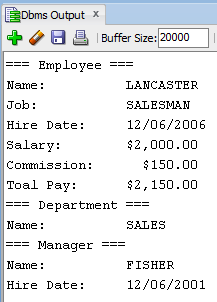 Dbms Output x
Buffer Size: 20000
=== Employee ===
Name: LANCASTER
Job: SALESMAN
Hire Date: 12/06/2006
Salary: $2,000.00
Commission: $150.00
Toal Pay: $2,150.00
=== Department ===
Name: SALES
=== Manager ===
Name: FISHER
Hire Date: 12/06/2001